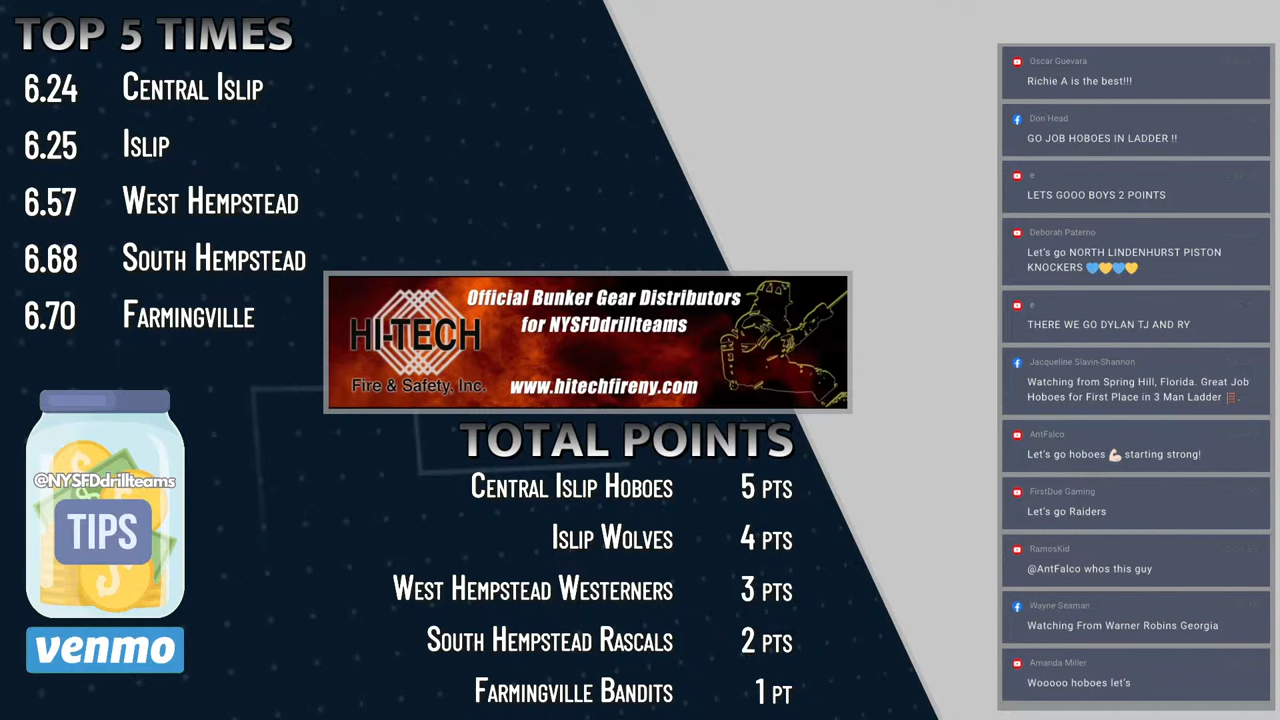 TOP 5 TIMES
6.24 Central Islip
6.25 Islip
6.57 West Hempstead
6.68 South Hempstead
6.70 Farmingville
Official Bunker Gear Distributors
for NYSFDdrillteams
HI-TECH
Fire & Safety, Inc.
www.hitechfireny.com
TOTAL POINTS
Central Islip Hoboes 5 pts
Islip Wolves 4 pts
West Hempstead Westerners 3 pts
South Hempstead Rascals 2 pts
Farmingville Bandits 1 pt
@NYSFDdrillteams
TIPS
venmo
Oscar Guevara
Richie A is the best!!!
Don Head
GO JOB HOBOES IN LADDER !!
e
LETS GOOO BOYS 2 POINTS
Deborah Paterno
Let's go NORTH LINDENHURST PISTON
KNOCKERS 💙💛💙💛
e
THERE WE GO DYLAN TJ AND RY
Jacqueline Slavin-Shannon
Watching from Spring Hill, Florida. Great Job
Hoboes for First Place in 3 Man Ladder 🪜.
AntFalco
Let's go hoboes 💪🏻 starting strong!
FirstDue Gaming
Let's go Raiders
RamosKid
@AntFalco whos this guy
Wayne Seaman
Watching From Warner Robins Georgia
Amanda Miller
Wooooo hoboes let's